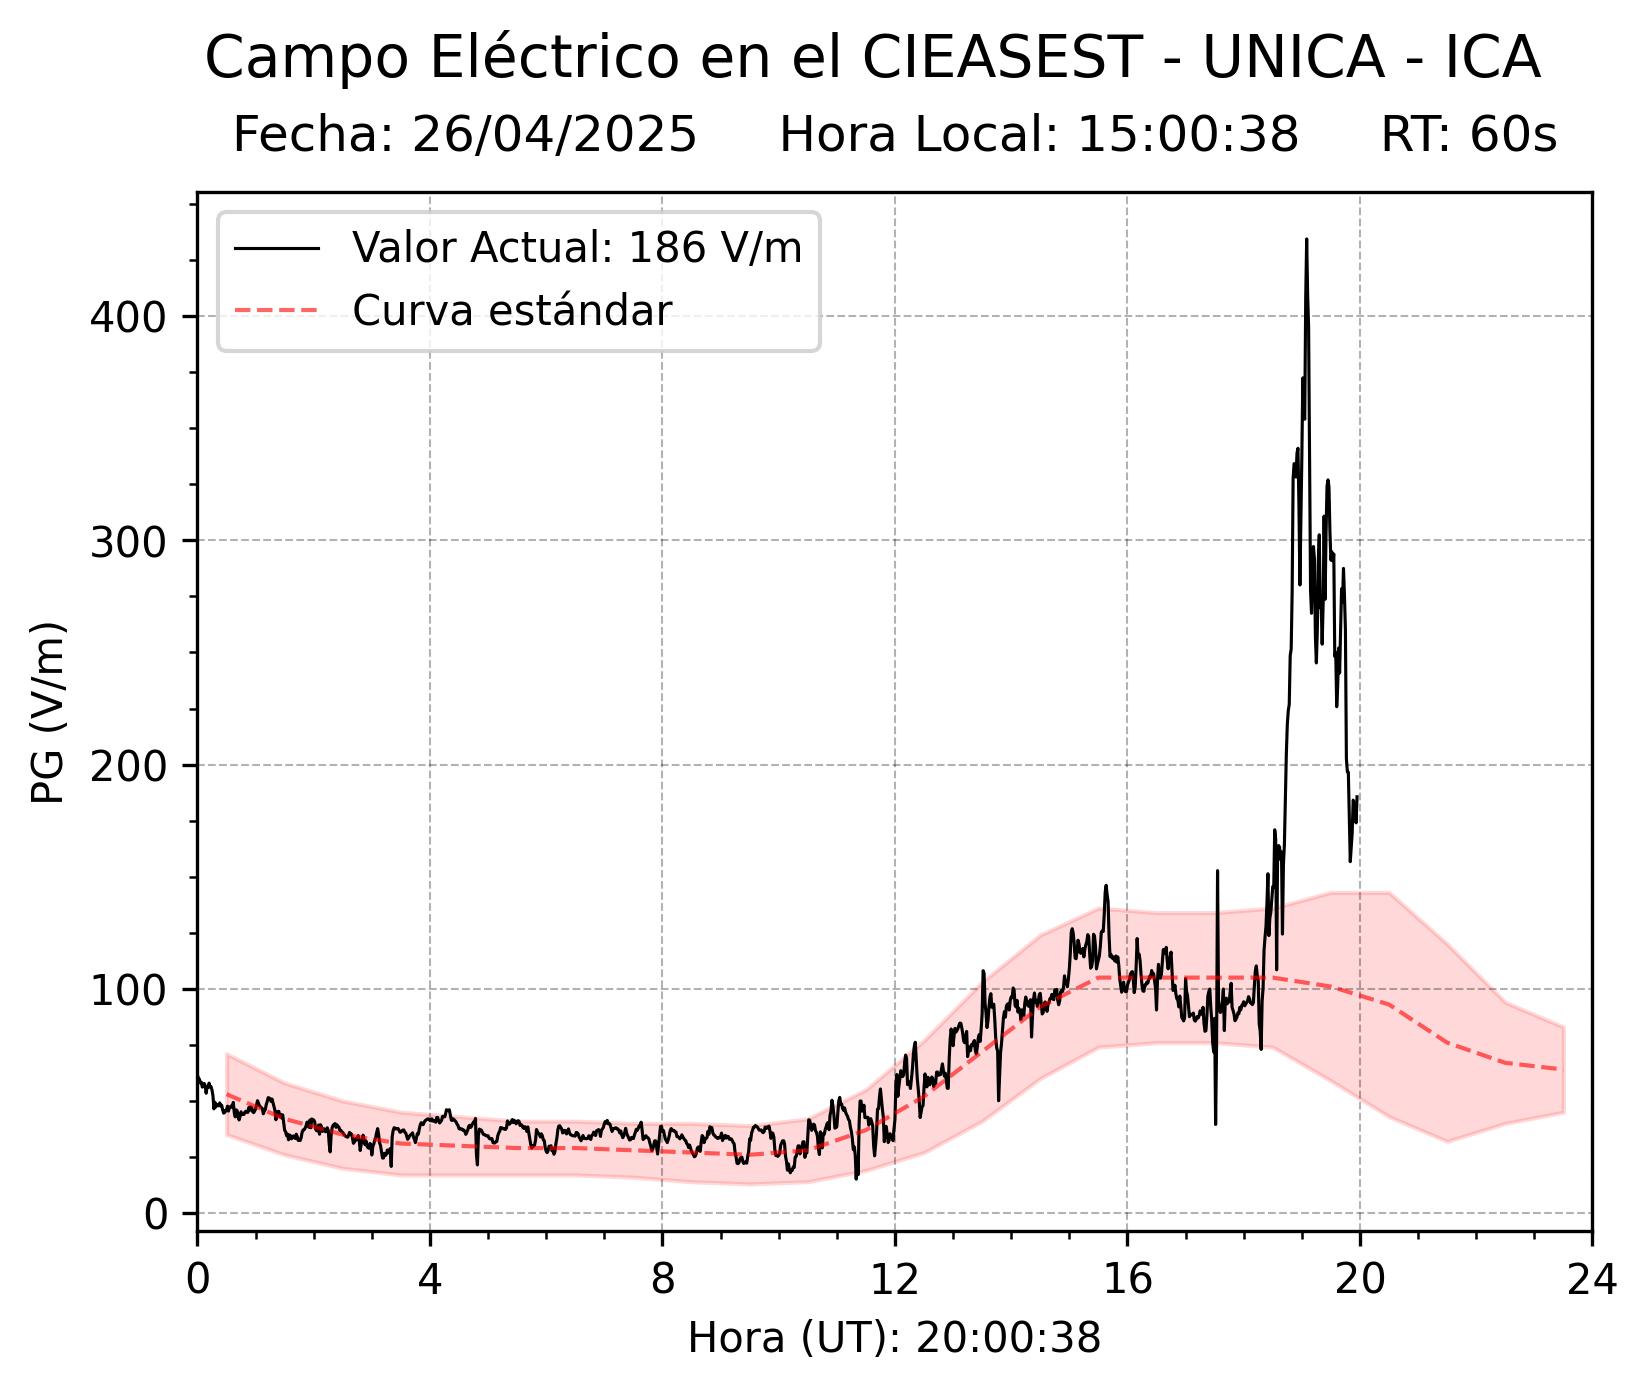 Campo Eléctrico en el CIEASEST - UNICA - ICA
Fecha: 26/04/2025 Hora Local: 15:00:38 RT: 60s
Valor Actual: 186 V/m
Curva estándar
PG (V/m)
400
300
200
100
0
0 4 8 12 16 20 24
Hora (UT): 20:00:38